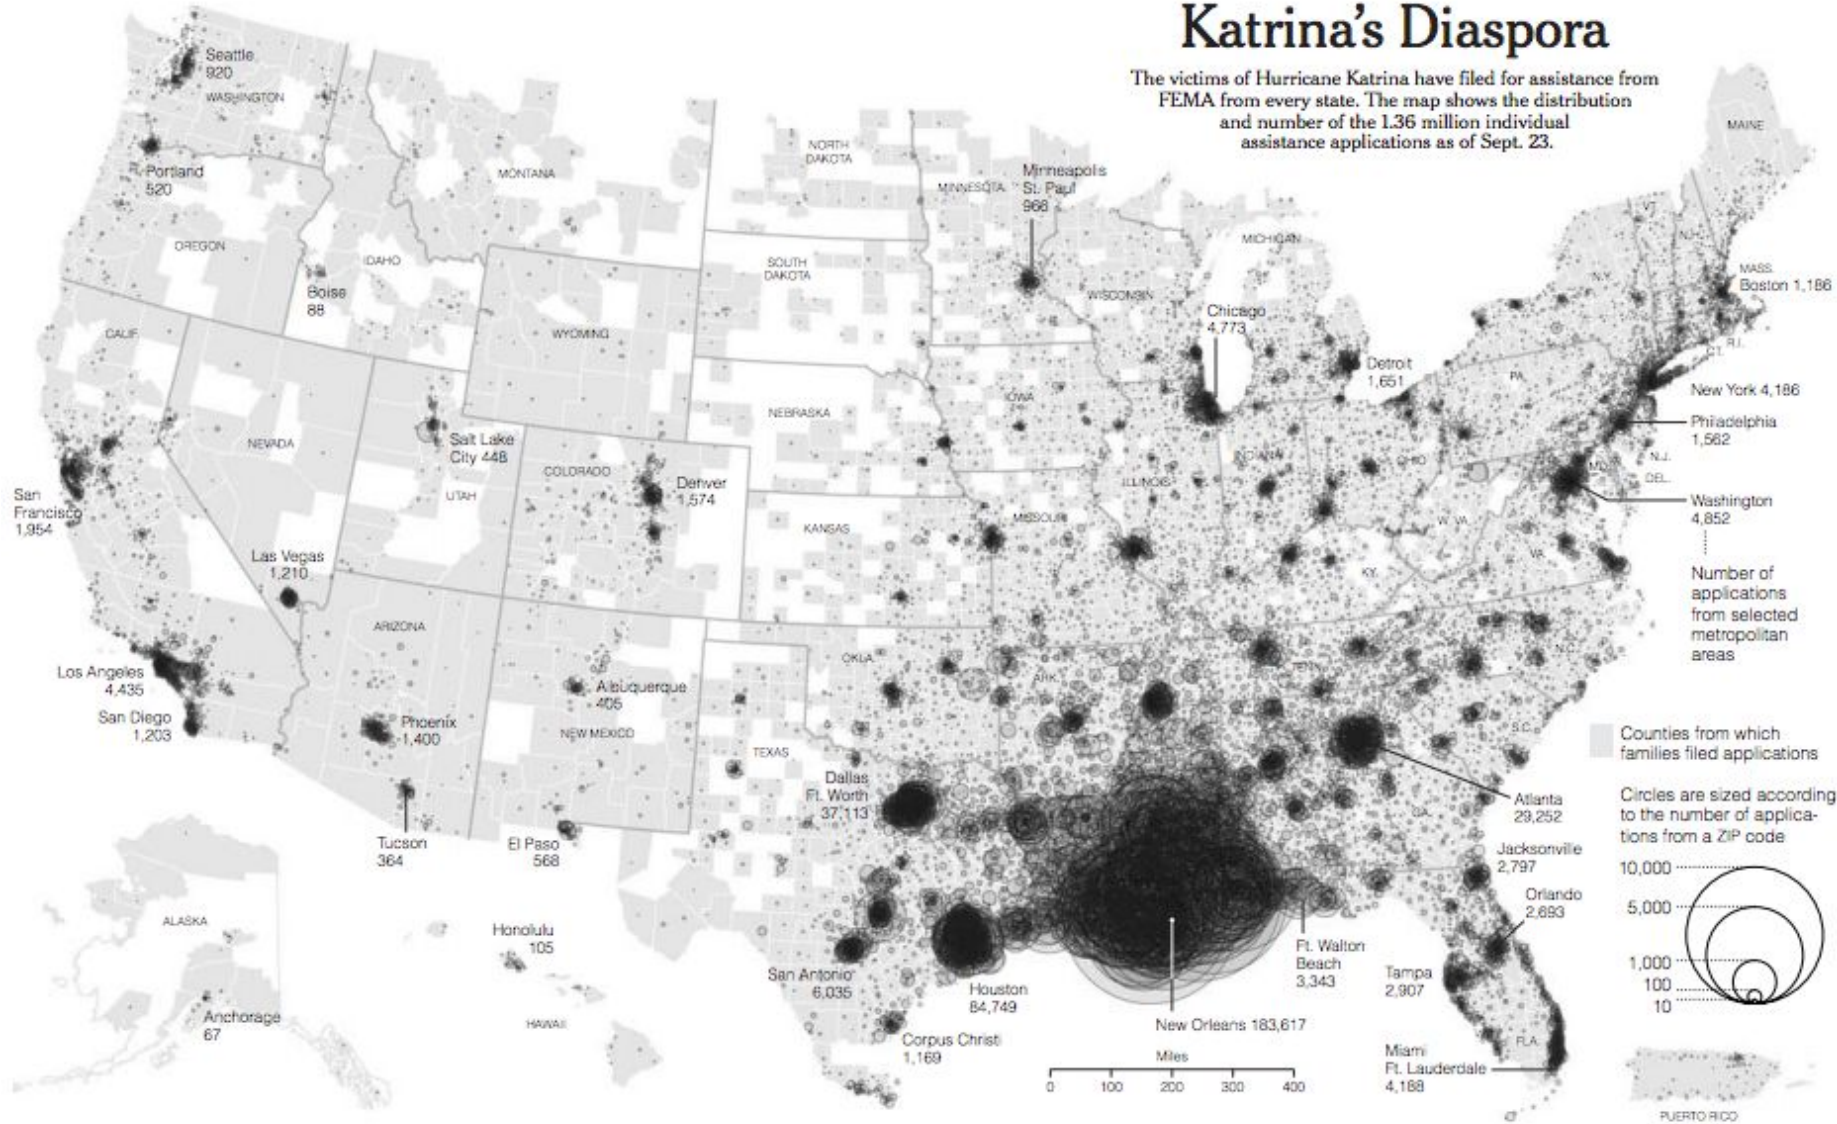 Katrina's Diaspora
The victims of Hurricane Katrina have filed for assistance from
FEMA from every state. The map shows the distribution
and number of the 1.36 million individual
assistance applications as of Sept. 23.
Seattle
920
WASHINGTON
Portland
520
OREGON
IDAHO
Boise
88
MONTANA
NORTH
DAKOTA
SOUTH
DAKOTA
MINNESOTA
Minneapolis
St. Paul
966
WISCONSIN
MICHIGAN
MAINE
VT.
N.H.
N.Y.
MASS.
Boston 1,186
R.I.
CT.
Chicago
4,773
Detroit
1,651
PA.
New York 4,186
Philadelphia
1,562
N.J.
DEL.
MD.
Washington
4,852
Number of
applications
from selected
metropolitan
areas
CALIF.
WYOMING
NEVADA
Salt Lake
City 448
UTAH
COLORADO
Denver
1,574
NEBRASKA
IOWA
KANSAS
MISSOURI
ILLINOIS
INDIANA
OHIO
W. VA.
VA.
KY.
San
Francisco
1,954
Las Vegas
1,210
Los Angeles
4,435
San Diego
1,203
ARIZONA
Phoenix
1,400
Tucson
364
Albuquerque
405
NEW MEXICO
El Paso
568
OKLA.
TEXAS
Dallas
Ft. Worth
37,113
ARK.
TENN.
N.C.
S.C.
GA.
Atlanta
29,252
Jacksonville
2,797
Orlando
2,693
Tampa
2,907
FLA.
Miami
Ft. Lauderdale
4,188
Ft. Walton
Beach
3,343
New Orleans 183,617
San Antonio
6,035
Houston
84,749
Corpus Christi
1,169
Miles
0 100 200 300 400
ALASKA
Anchorage
67
Honolulu
105
HAWAII
PUERTO RICO
Counties from which
families filed applications
Circles are sized according
to the number of applica-
tions from a ZIP code
10,000
5,000
1,000
100
10